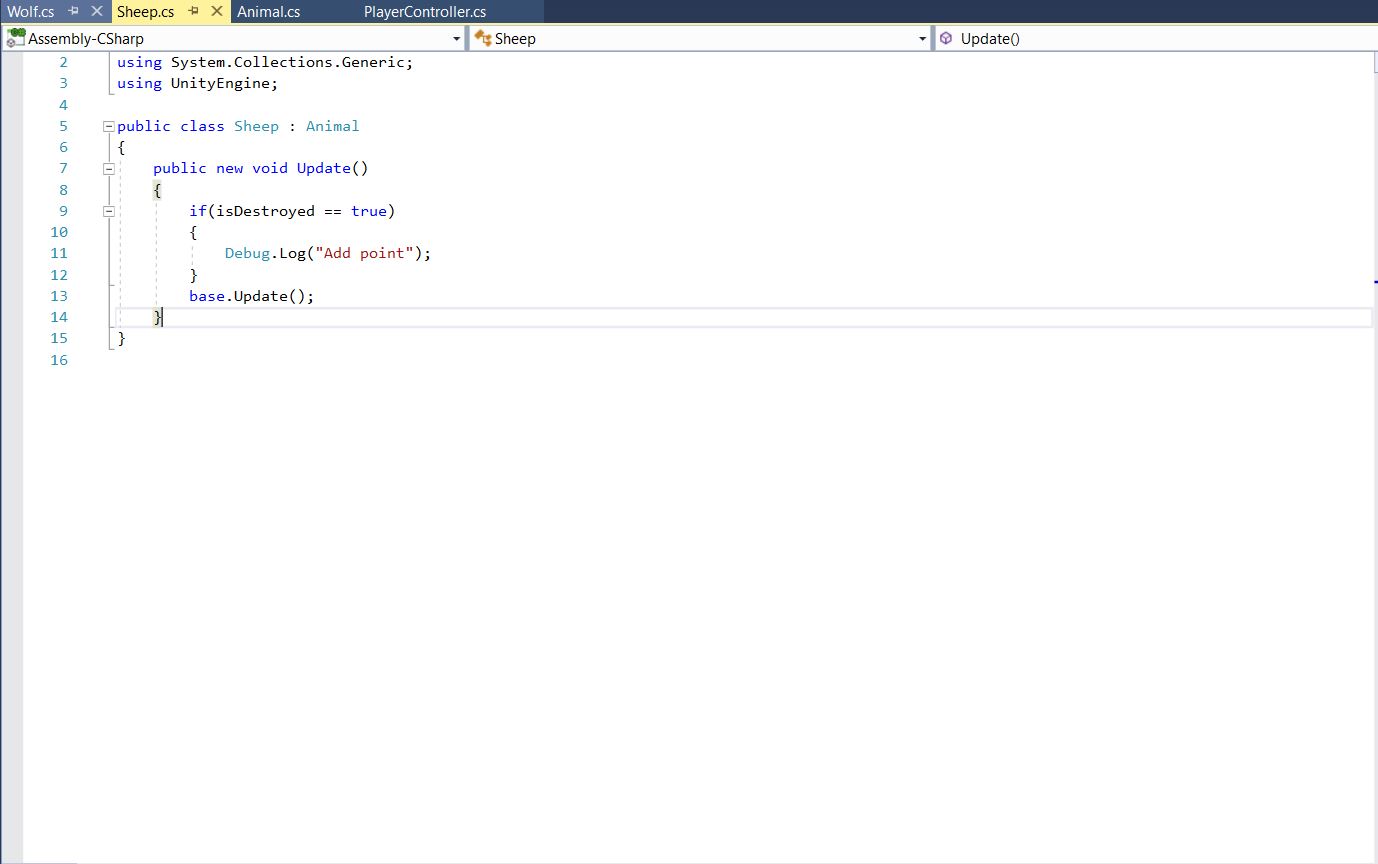 Wolf.cs Sheep.cs Animal.cs PlayerController.cs
Assembly-CSharp Sheep Update()
2 using System.Collections.Generic;
3 using UnityEngine;
4
5 public class Sheep : Animal
6 {
7 public new void Update()
8 {
9 if(isDestroyed == true)
10 {
11 Debug.Log("Add point");
12 }
13 base.Update();
14 }
15 }
16